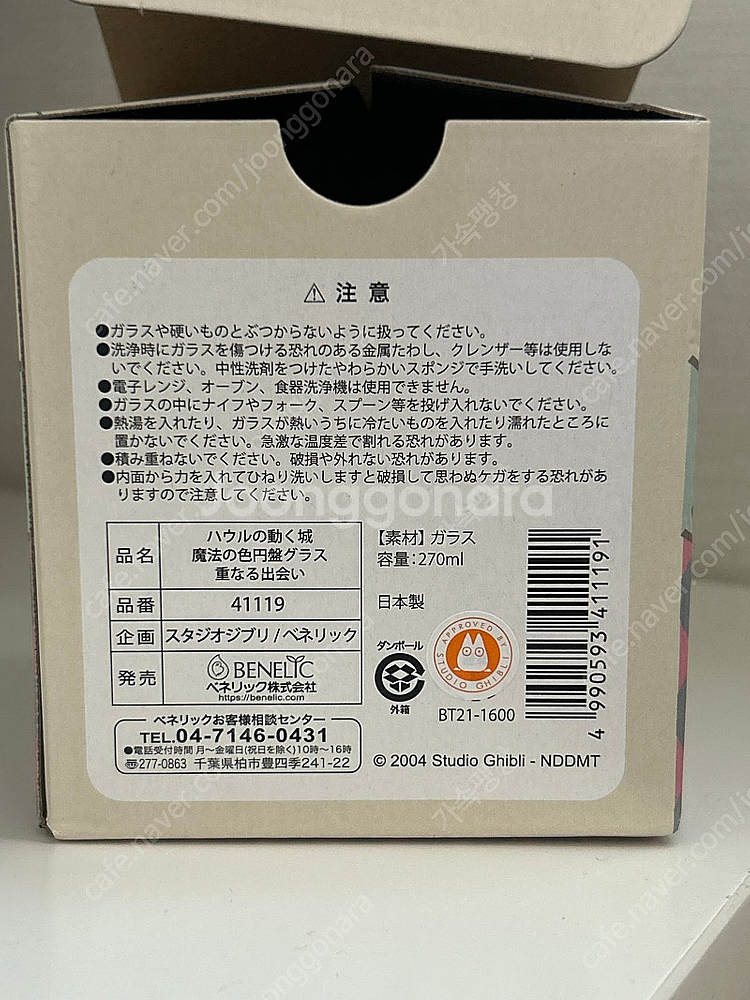 ⚠ 注意
●ガラスや硬いものとぶつからないように扱ってください。
●洗浄時にガラスを傷つける恐れのある金属たわし、クレンザー等は使用しな
いでください。中性洗剤をつけたやわらかいスポンジで手洗いしてください。
●電子レンジ、オーブン、食器洗浄機は使用できません。
●ガラスの中にナイフやフォーク、スプーン等を投げ入れないでください。
●熱湯を入れたり、ガラスが熱いうちに冷たいものを入れたり濡れたところに
置かないでください。急激な温度差で割れる恐れがあります。
●積み重ねないでください。破損や外れない恐れがあります。
●内面から力を入れてひねり洗いしますと破損して思わぬケガをする恐れがあ
りますので注意してください。
joonggonara
品名
ハウルの動く城
魔法の色円盤グラス
重なる出会い
品番 41119
企画 スタジオジブリ/ベネリック
発売
BENELIC
ベネリック株式会社
https://benelic.com
【素材】ガラス
容量:270ml
日本製
ダンボール
外箱
APPROVED BY
STUDIO GHIBLI
BT21-1600
4 990593 411191
ベネリックお客様相談センター
TEL.04-7146-0431
●電話受付時間 月〜金曜日(祝日を除く)10時〜16時
〠277-0863 千葉県柏市豊四季241-22
© 2004 Studio Ghibli - NDDMT
cafe.naver.com/joonggonara
가속팽창